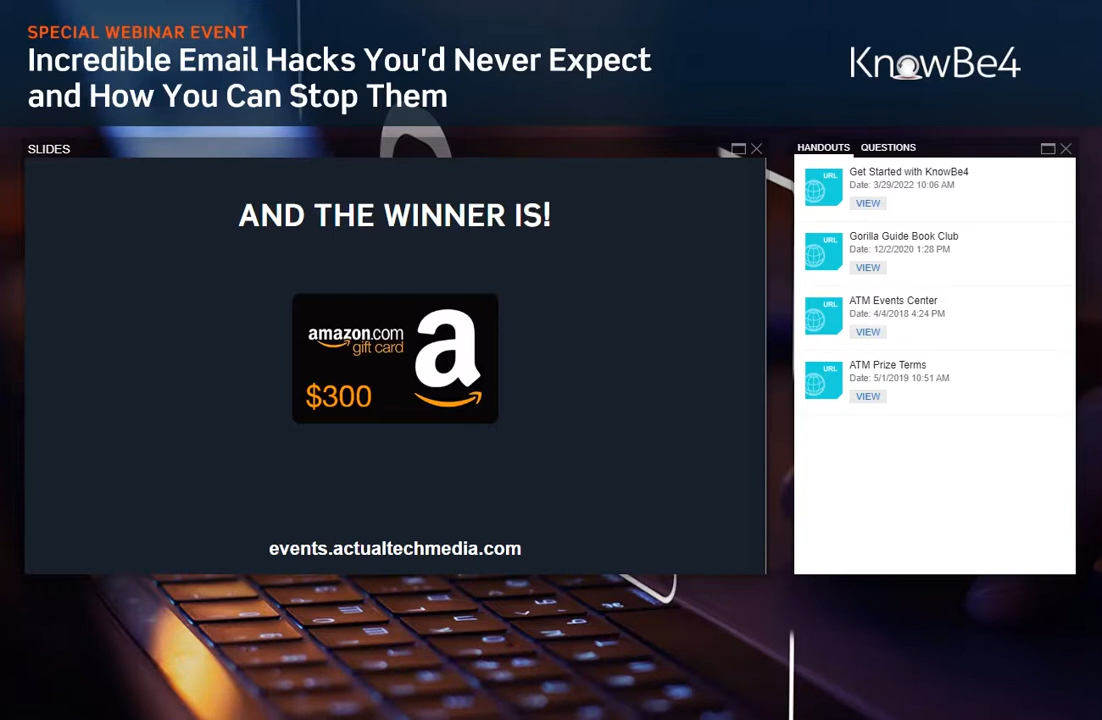 SPECIAL WEBINAR EVENT
Incredible Email Hacks You'd Never Expect
and How You Can Stop Them
KnowBe4
SLIDES
AND THE WINNER IS!
amazon.com
gift card
a
$300
events.actualtechmedia.com
HANDOUTS QUESTIONS
URL
Get Started with KnowBe4
Date: 3/29/2022 10:06 AM
VIEW
URL
Gorilla Guide Book Club
Date: 12/2/2020 1:28 PM
VIEW
URL
ATM Events Center
Date: 4/4/2018 4:24 PM
VIEW
URL
ATM Prize Terms
Date: 5/1/2019 10:51 AM
VIEW